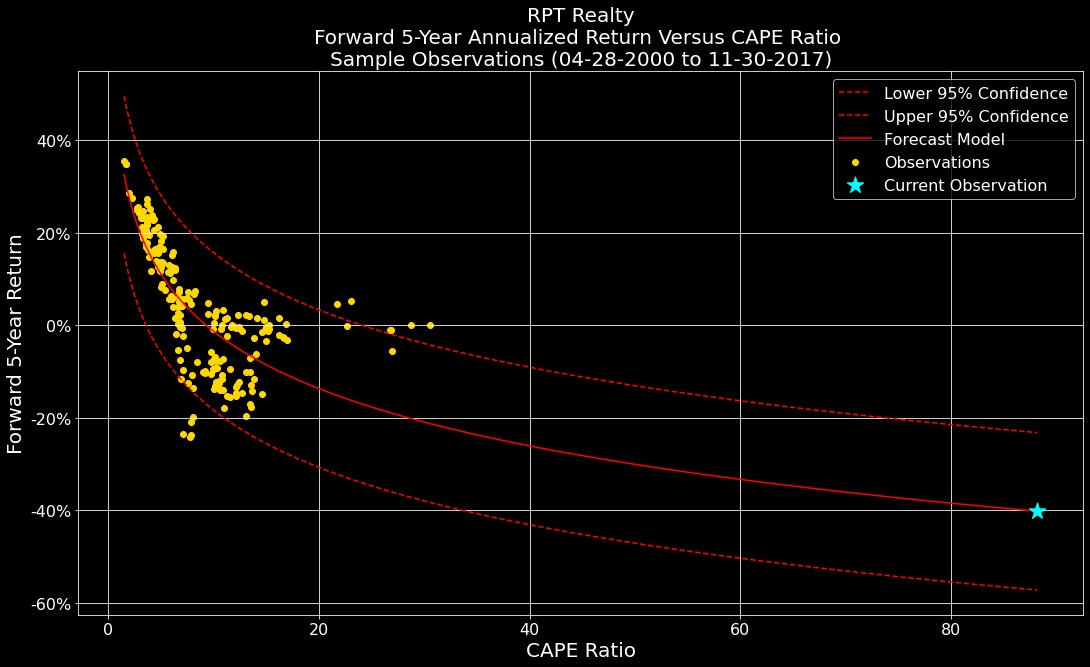 RPT Realty
Forward 5-Year Annualized Return Versus CAPE Ratio
Sample Observations (04-28-2000 to 11-30-2017)
Lower 95% Confidence
Upper 95% Confidence
Forecast Model
Observations
Current Observation
Forward 5-Year Return
40%
20%
0%
-20%
-40%
-60%
0
20
40
60
80
CAPE Ratio